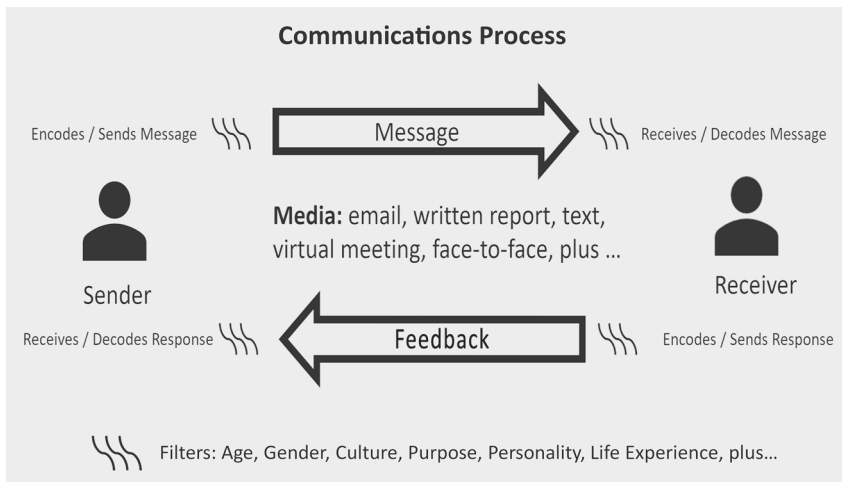 Communications Process
Encodes / Sends Message
Message
Receives / Decodes Message
Media: email, written report, text,
virtual meeting, face-to-face, plus ...
Sender
Receiver
Receives / Decodes Response
Feedback
Encodes / Sends Response
Filters: Age, Gender, Culture, Purpose, Personality, Life Experience, plus...